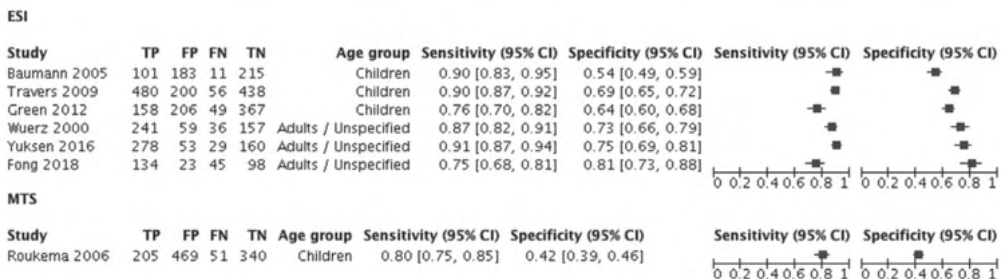 ESI
Study TP FP FN TN Age group Sensitivity (95% CI) Specificity (95% CI) Sensitivity (95% CI) Specificity (95% CI)
Baumann 2005 101 183 11 215 Children 0.90 [0.83, 0.95] 0.54 [0.49, 0.59]
Travers 2009 480 200 56 438 Children 0.90 [0.87, 0.92] 0.69 [0.65, 0.72]
Green 2012 158 206 49 367 Children 0.76 [0.70, 0.82] 0.64 [0.60, 0.68]
Wuerz 2000 241 59 36 157 Adults / Unspecified 0.87 [0.82, 0.91] 0.73 [0.66, 0.79]
Yuksen 2016 278 53 29 160 Adults / Unspecified 0.91 [0.87, 0.94] 0.75 [0.69, 0.81]
Fong 2018 134 23 45 98 Adults / Unspecified 0.75 [0.68, 0.81] 0.81 [0.73, 0.88]
0 0.2 0.4 0.6 0.8 1 0 0.2 0.4 0.6 0.8 1
MTS
Study TP FP FN TN Age group Sensitivity (95% CI) Specificity (95% CI) Sensitivity (95% CI) Specificity (95% CI)
Roukema 2006 205 469 51 340 Children 0.80 [0.75, 0.85] 0.42 [0.39, 0.46]
0 0.2 0.4 0.6 0.8 1 0 0.2 0.4 0.6 0.8 1